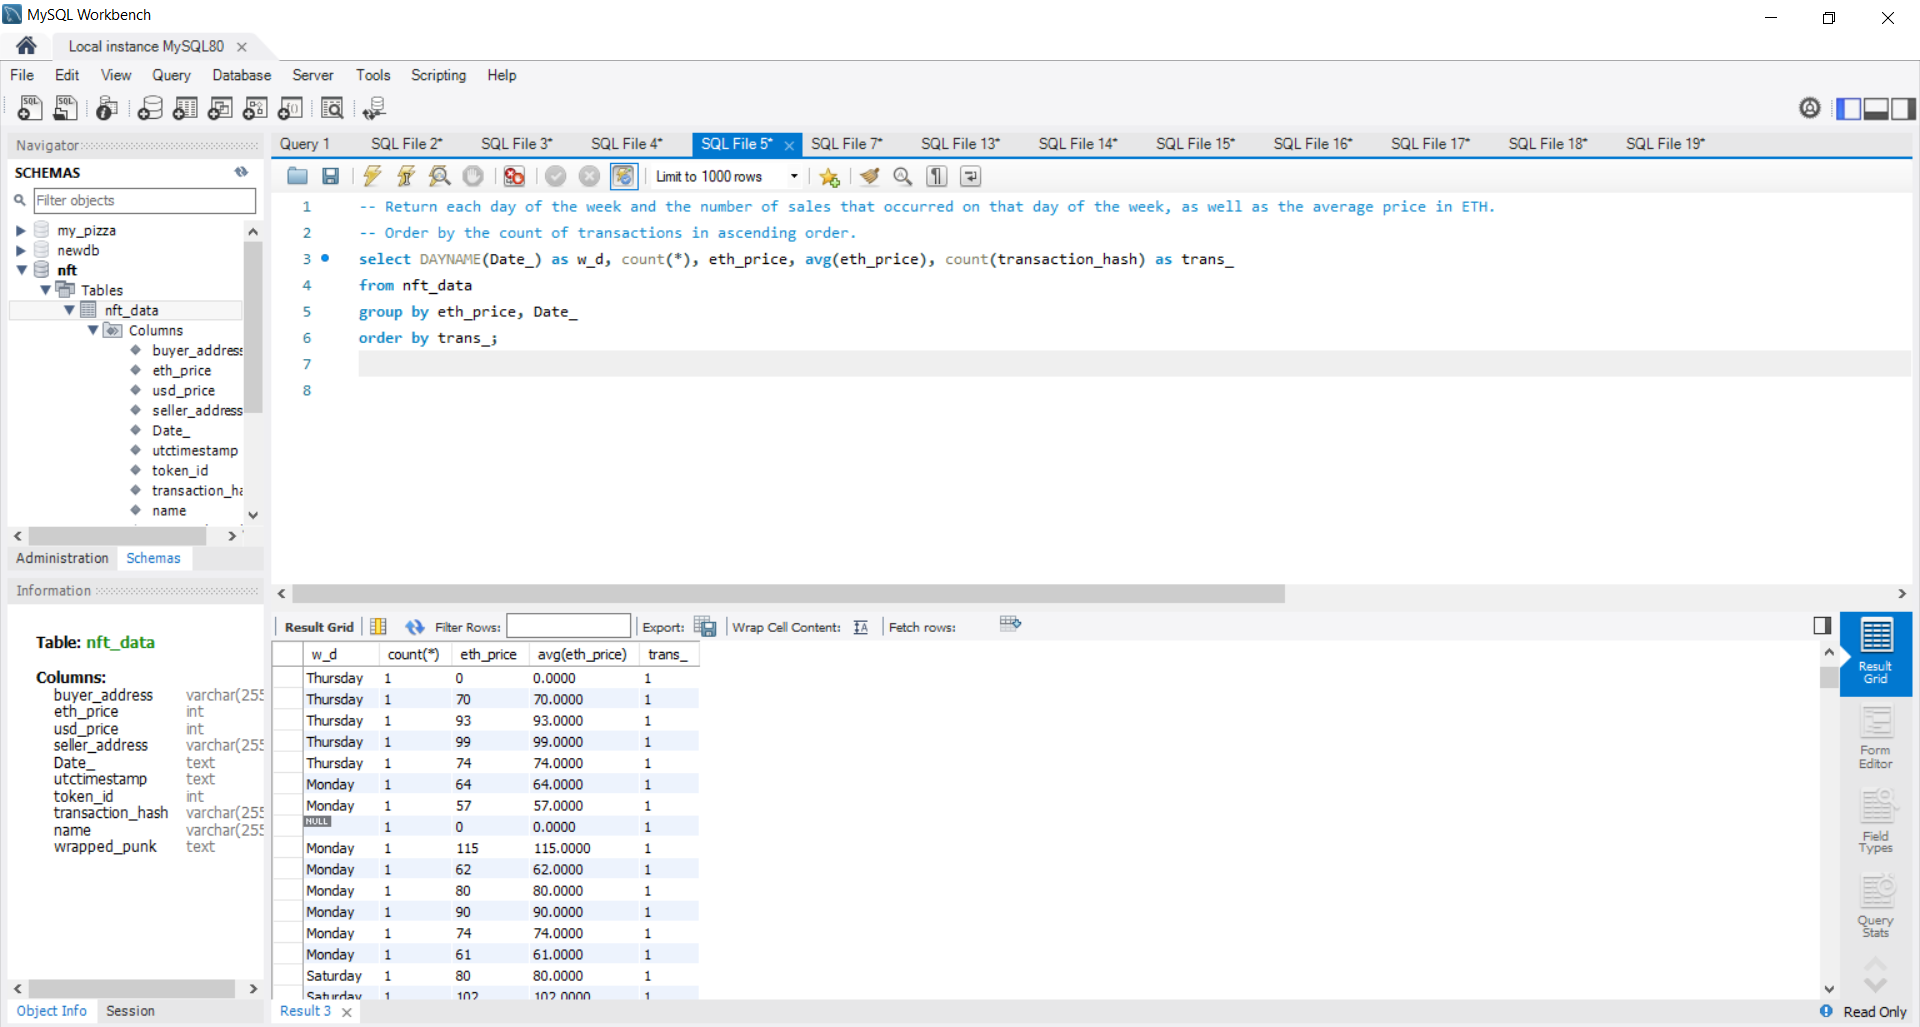 MySQL Workbench
Local instance MySQL80
File Edit View Query Database Server Tools Scripting Help
Navigator
SCHEMAS
Filter objects
my_pizza
newdb
nft
Tables
nft_data
Columns
buyer_address
eth_price
usd_price
seller_address
Date_
utctimestamp
token_id
transaction_ha
name
Administration Schemas
Information
Table: nft_data
Columns:
buyer_address varchar(255
eth_price int
usd_price int
seller_address varchar(255
Date_ text
utctimestamp text
token_id int
transaction_hash varchar(255
name varchar(255
wrapped_punk text
Object Info Session
Query 1 SQL File 2* SQL File 3* SQL File 4* SQL File 5* SQL File 7* SQL File 13* SQL File 14* SQL File 15* SQL File 16* SQL File 17* SQL File 18* SQL File 19*
Limit to 1000 rows
1 -- Return each day of the week and the number of sales that occurred on that day of the week, as well as the average price in ETH.
2 -- Order by the count of transactions in ascending order.
3 select DAYNAME(Date_) as w_d, count(*), eth_price, avg(eth_price), count(transaction_hash) as trans_
4 from nft_data
5 group by eth_price, Date_
6 order by trans_;
7
8
Result Grid Filter Rows: Export: Wrap Cell Content: Fetch rows:
w_d count(*) eth_price avg(eth_price) trans_
Thursday 1 0 0.0000 1
Thursday 1 70 70.0000 1
Thursday 1 93 93.0000 1
Thursday 1 99 99.0000 1
Thursday 1 74 74.0000 1
Monday 1 64 64.0000 1
Monday 1 57 57.0000 1
NULL 1 0 0.0000 1
Monday 1 115 115.0000 1
Monday 1 62 62.0000 1
Monday 1 80 80.0000 1
Monday 1 90 90.0000 1
Monday 1 74 74.0000 1
Monday 1 61 61.0000 1
Saturday 1 80 80.0000 1
Saturday 1 102 102.0000 1
Result 3
Result
Grid
Form
Editor
Field
Types
Query
Stats
Read Only